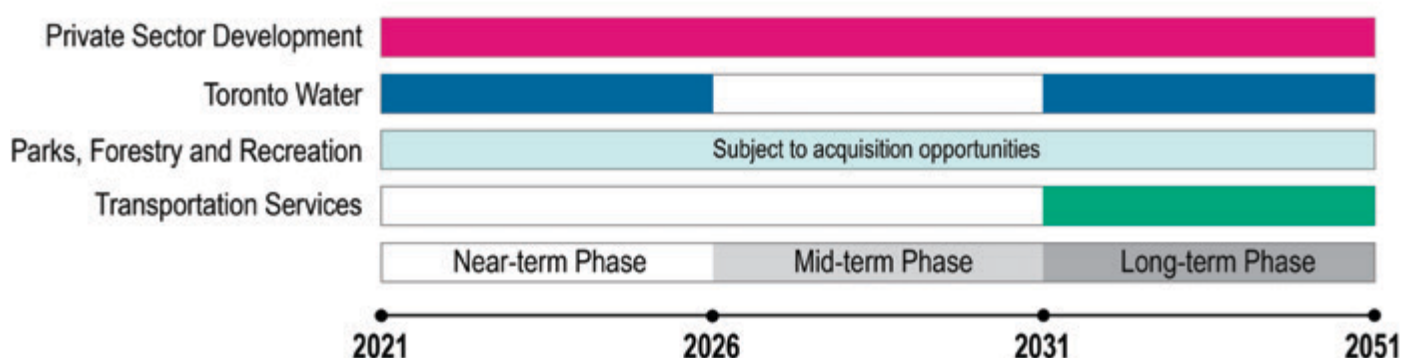 Private Sector Development
Toronto Water
Parks, Forestry and Recreation
Subject to acquisition opportunities
Transportation Services
Near-term Phase
Mid-term Phase
Long-term Phase
2021
2026
2031
2051